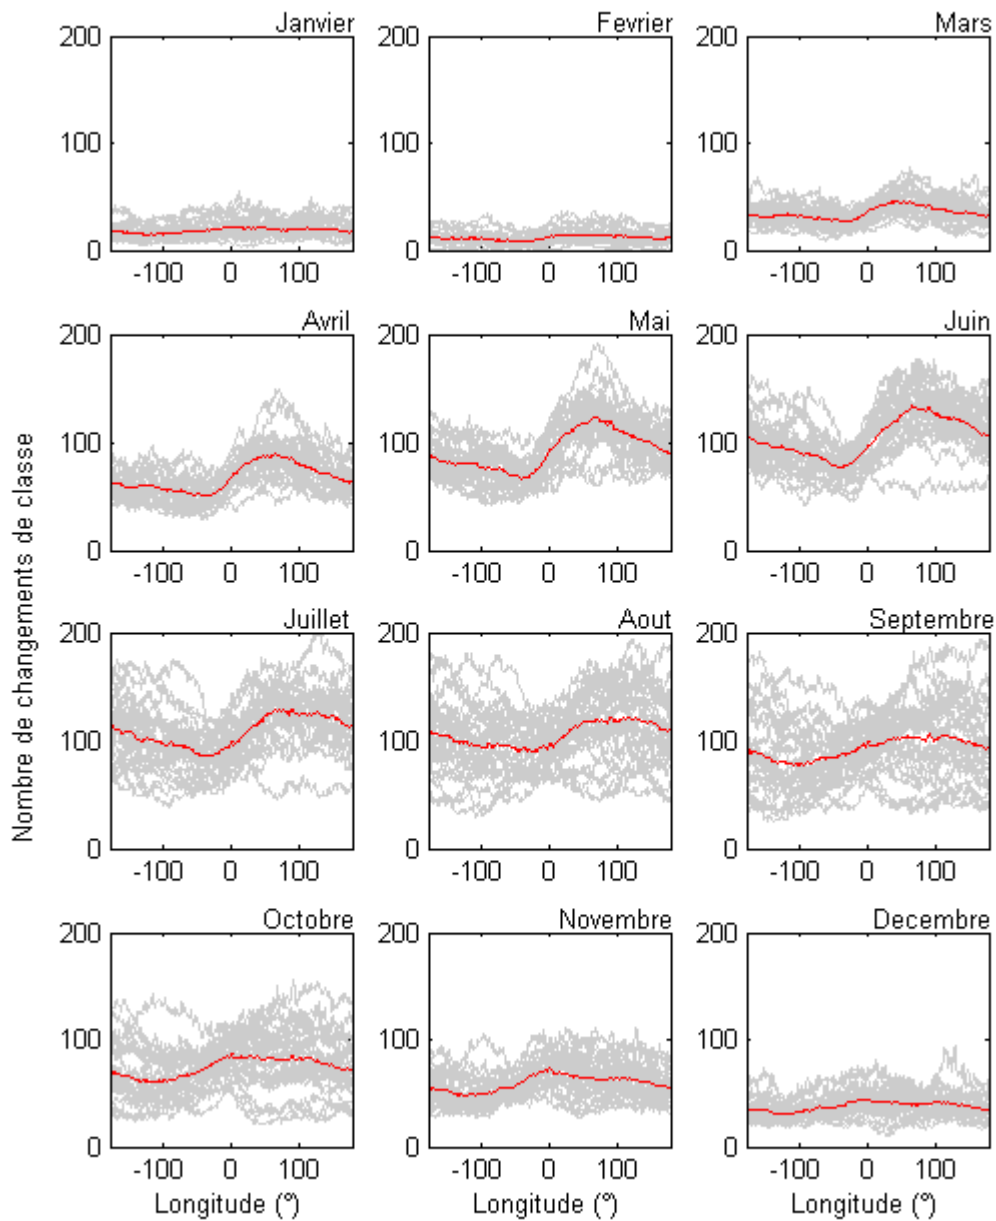 Janvier Fevrier Mars
200 200 200
100 100 100
0 0 0
-100 0 100 -100 0 100 -100 0 100
Avril Mai Juin
200 200 200
100 100 100
0 0 0
-100 0 100 -100 0 100 -100 0 100
Nombre de changements de classe
Juillet Aout Septembre
200 200 200
100 100 100
0 0 0
-100 0 100 -100 0 100 -100 0 100
Octobre Novembre Decembre
200 200 200
100 100 100
0 0 0
-100 0 100 -100 0 100 -100 0 100
Longitude (°) Longitude (°) Longitude (°)